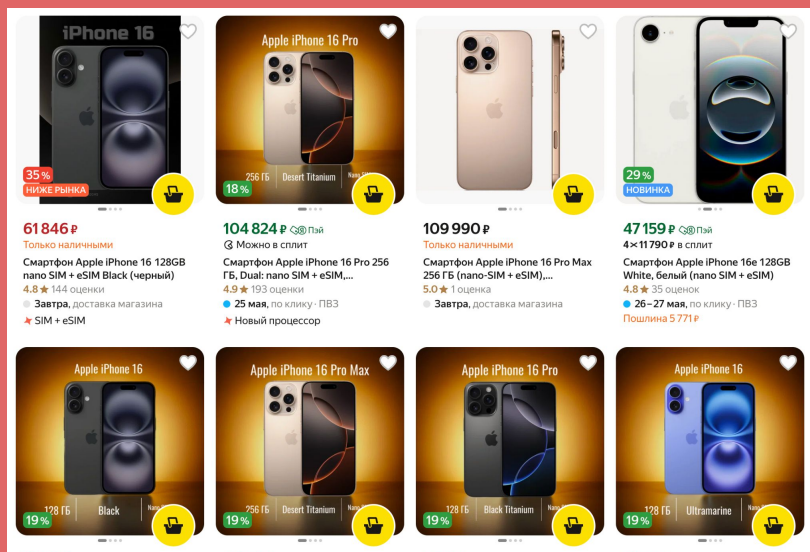 iPhone 16
35 %
НИЖЕ РЫНКА
61 846 ₽
Только наличными
Смартфон Apple iPhone 16 128GB
nano SIM + eSIM Black (черный)
4.8 ★ 144 оценки
Завтра, доставка магазина
SIM + eSIM
Apple iPhone 16 Pro
256 ГБ
Desert Titanium
18 %
104 824 ₽ Пэй
Можно в сплит
Смартфон Apple iPhone 16 Pro 256
ГБ, Dual: nano SIM + eSIM,...
4.9 ★ 193 оценки
25 мая, по клику · ПВЗ
Новый процессор
109 990 ₽
Только наличными
Смартфон Apple iPhone 16 Pro Max
256 ГБ (nano-SIM + eSIM),...
5.0 ★ 1 оценка
Завтра, доставка магазина
29 %
НОВИНКА
47 159 ₽ Пэй
4×11 790 ₽ в сплит
Смартфон Apple iPhone 16e 128GB
White, белый (nano SIM + eSIM)
4.8 ★ 35 оценок
26–27 мая, по клику · ПВЗ
Пошлина 5 771 ₽
Apple iPhone 16
128 ГБ
Black
19 %
Apple iPhone 16 Pro Max
256 ГБ
Desert Titanium
19 %
Apple iPhone 16 Pro
128 ГБ
Black Titanium
19 %
Apple iPhone 16
128 ГБ
Ultramarine
19 %